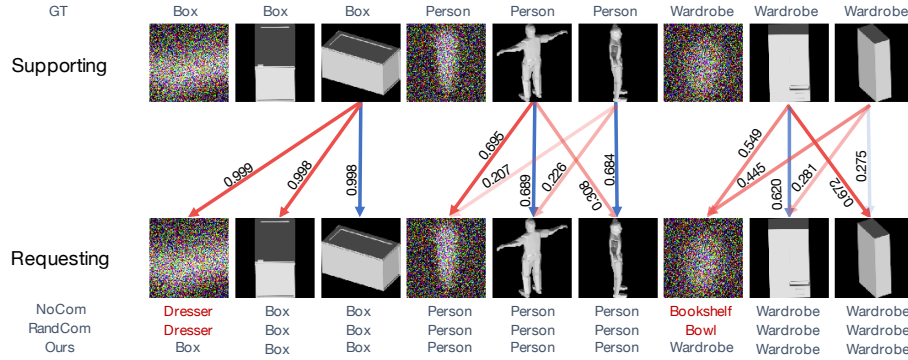 GT Box Box Box Person Person Person Wardrobe Wardrobe Wardrobe
Supporting
0.999 0.998 0.998 0.695 0.207 0.689 0.226 0.308 0.684 0.549 0.445 0.620 0.281 0.672 0.275
Requesting
NoCom Dresser Box Box Person Person Person Bookshelf Wardrobe Wardrobe
RandCom Dresser Box Box Person Person Person Bowl Wardrobe Wardrobe
Ours Box Box Box Person Person Person Wardrobe Wardrobe Wardrobe